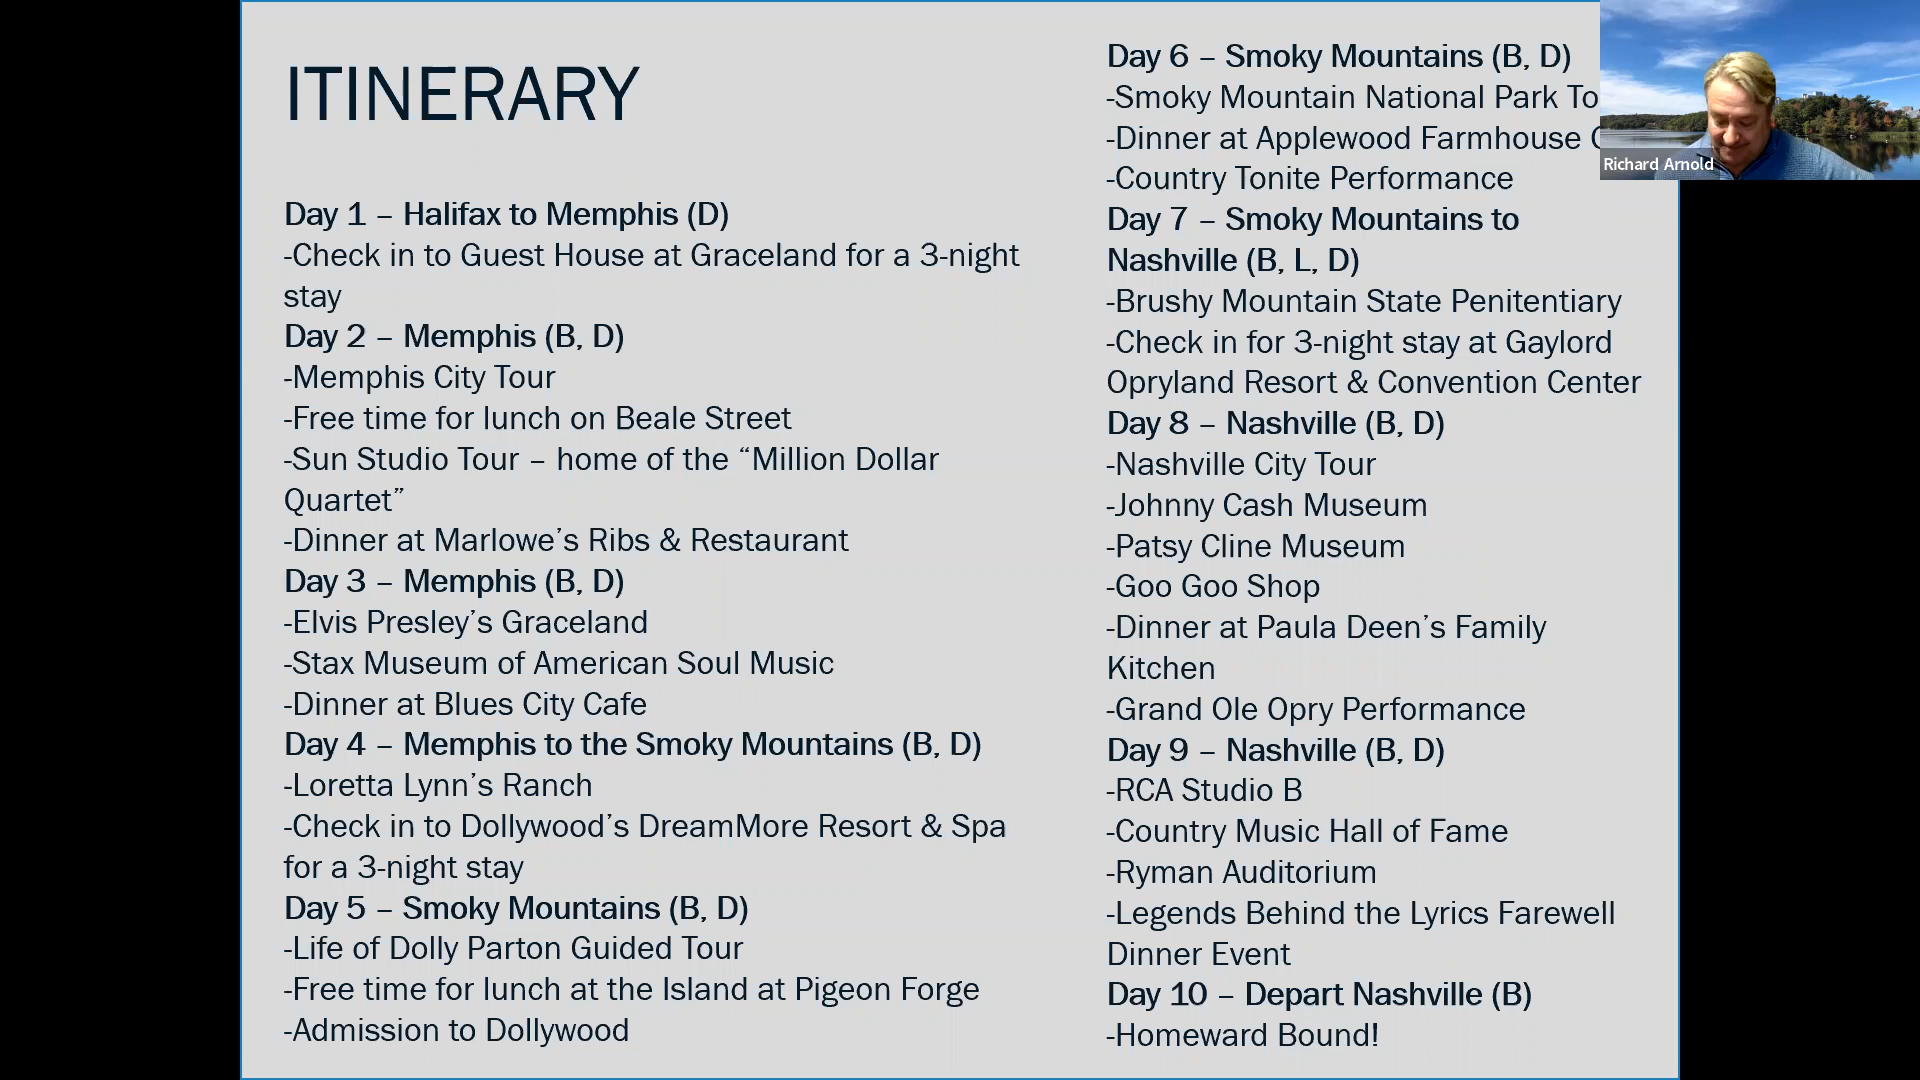 ITINERARY
Day 1 – Halifax to Memphis (D)
-Check in to Guest House at Graceland for a 3-night
stay
Day 2 – Memphis (B, D)
-Memphis City Tour
-Free time for lunch on Beale Street
-Sun Studio Tour – home of the “Million Dollar
Quartet”
-Dinner at Marlowe’s Ribs & Restaurant
Day 3 – Memphis (B, D)
-Elvis Presley’s Graceland
-Stax Museum of American Soul Music
-Dinner at Blues City Cafe
Day 4 – Memphis to the Smoky Mountains (B, D)
-Loretta Lynn’s Ranch
-Check in to Dollywood’s DreamMore Resort & Spa
for a 3-night stay
Day 5 – Smoky Mountains (B, D)
-Life of Dolly Parton Guided Tour
-Free time for lunch at the Island at Pigeon Forge
-Admission to Dollywood
Day 6 – Smoky Mountains (B, D)
-Smoky Mountain National Park To
-Dinner at Applewood Farmhouse
-Country Tonite Performance
Day 7 – Smoky Mountains to
Nashville (B, L, D)
-Brushy Mountain State Penitentiary
-Check in for 3-night stay at Gaylord
Opryland Resort & Convention Center
Day 8 – Nashville (B, D)
-Nashville City Tour
-Johnny Cash Museum
-Patsy Cline Museum
-Goo Goo Shop
-Dinner at Paula Deen’s Family
Kitchen
-Grand Ole Opry Performance
Day 9 – Nashville (B, D)
-RCA Studio B
-Country Music Hall of Fame
-Ryman Auditorium
-Legends Behind the Lyrics Farewell
Dinner Event
Day 10 – Depart Nashville (B)
-Homeward Bound!
Richard Arnold